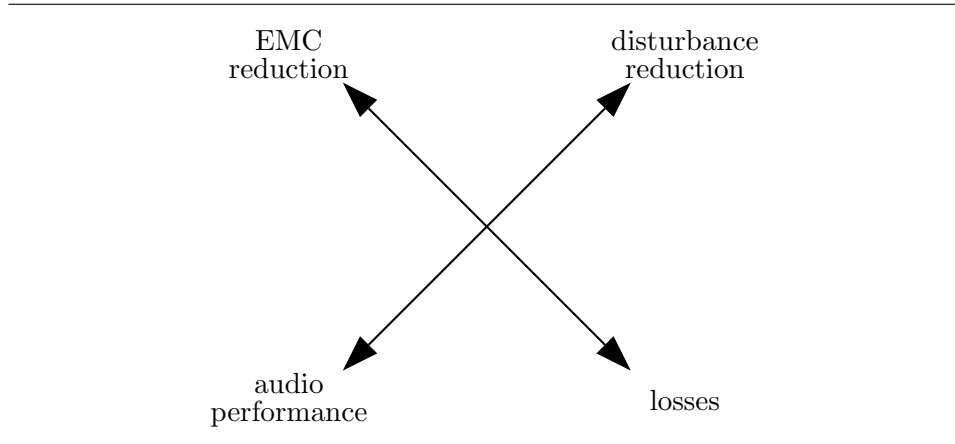 EMC
reduction
disturbance
reduction
audio
performance
losses